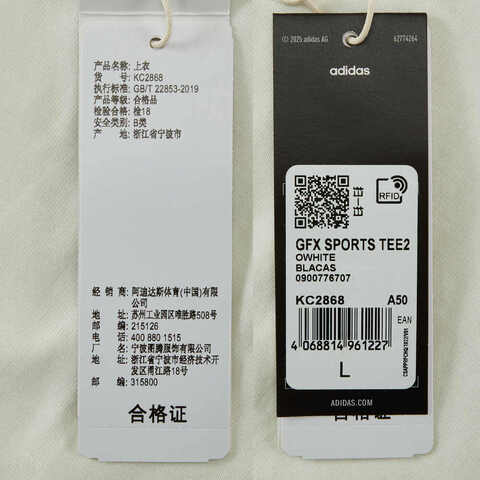 产品名称: 上衣
货 号: KC2868
执行标准: GB/T 22853-2019
产品等级: 合格品
检验合格: 检18
安全类别: B类
产 地: 浙江省宁波市
经 销 商: 阿迪达斯体育(中国)有限
公司
地 址: 苏州工业园区唯胜路508号
邮 编: 215126
电 话: 400 880 1515
厂 家: 宁波图腾服饰有限公司
地 址: 浙江省宁波市经济技术开
发区甬江路18号
邮 编: 315800
合格证
© 2025 adidas AG
62774264
adidas
RFID
GFX SPORTS TEE2
OWHITE
BLACAS
0900776707
KC2868 A50
EAN
4 068814 961227
L
ADIDAS.COM
合格证